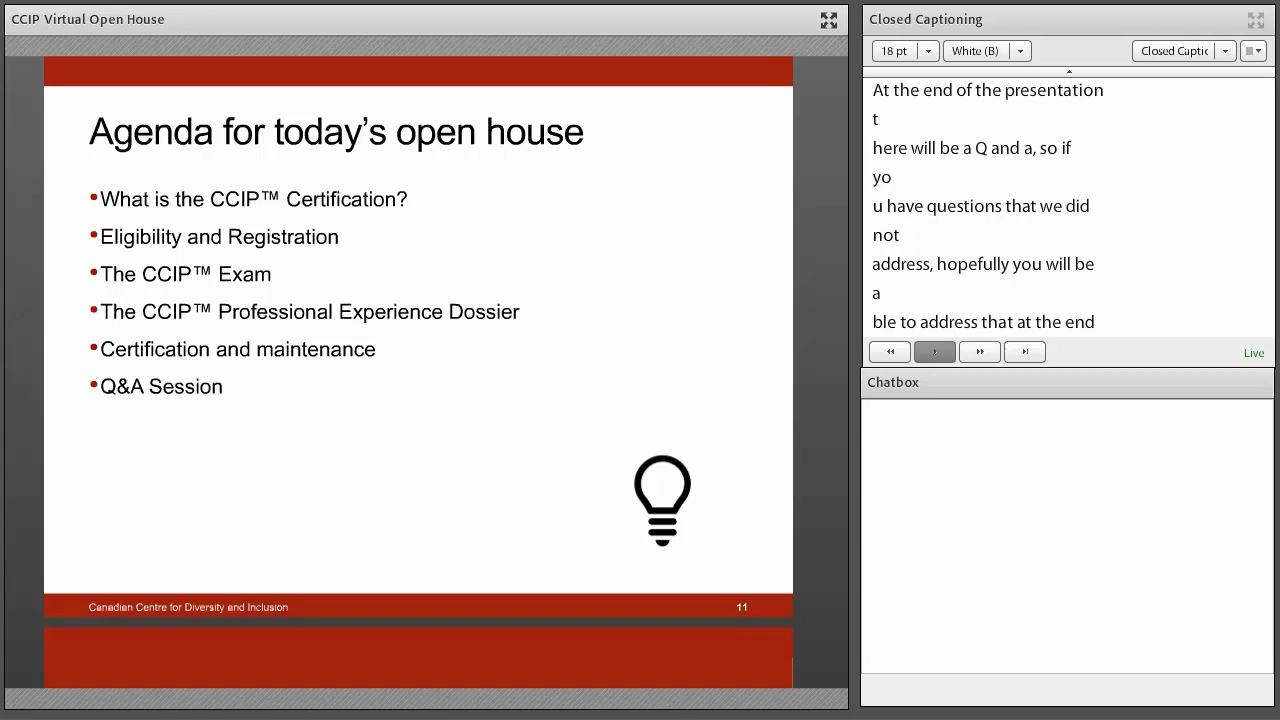 CCIP Virtual Open House
Agenda for today's open house
•What is the CCIP™ Certification?
•Eligibility and Registration
•The CCIP™ Exam
•The CCIP™ Professional Experience Dossier
•Certification and maintenance
•Q&A Session
Canadian Centre for Diversity and Inclusion
11
Closed Captioning
18 pt
White (B)
Closed Captic
At the end of the presentation
t
here will be a Q and a, so if
yo
u have questions that we did
not
address, hopefully you will be
a
ble to address that at the end
Live
Chatbox